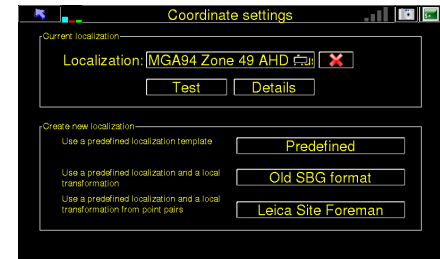 Coordinate settings
Current localization
Localization: MGA94 Zone 49 AHD
Test Details
Create new localization
Use a predefined localization template
Predefined
Use a predefined localization and a local
transformation
Old SBG format
Use a predefined localization and a local
transformation from point pairs
Leica Site Foreman